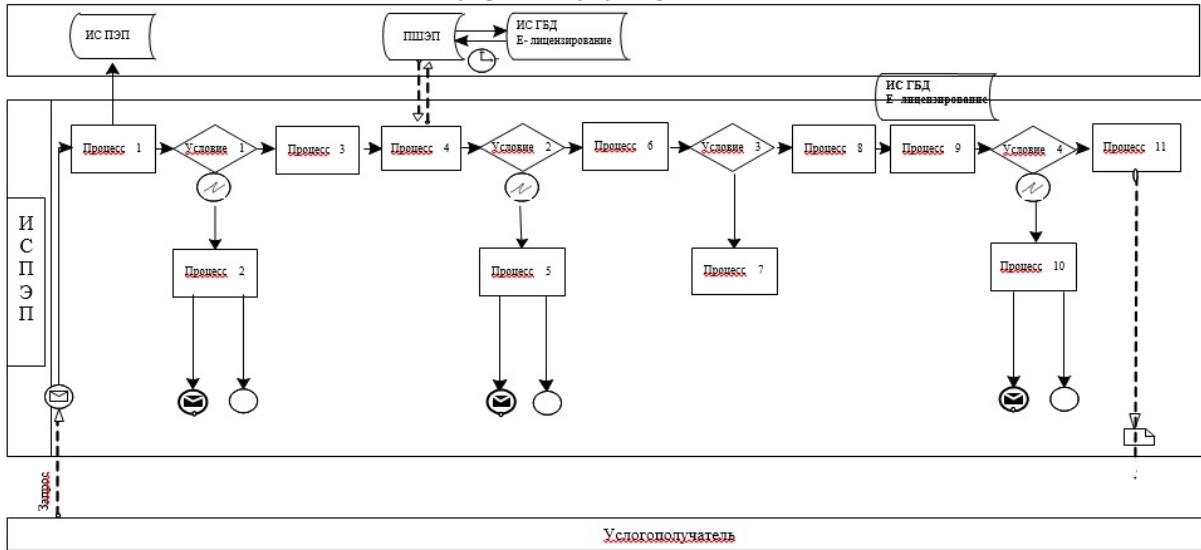 ИС ПЭП
ПШЭП
ИС ГБД
Е- лицензирование
ИС ГБД
Е- лицензирование
Процесс 1
Условие 1
Процесс 3
Процесс 4
Условие 2
Процесс 6
Условие 3
Процесс 8
Процесс 9
Условие 4
Процесс 11
Процесс 2
Процесс 5
Процесс 7
Процесс 10
И
С
П
Э
П
Запрос
Услогополучатель